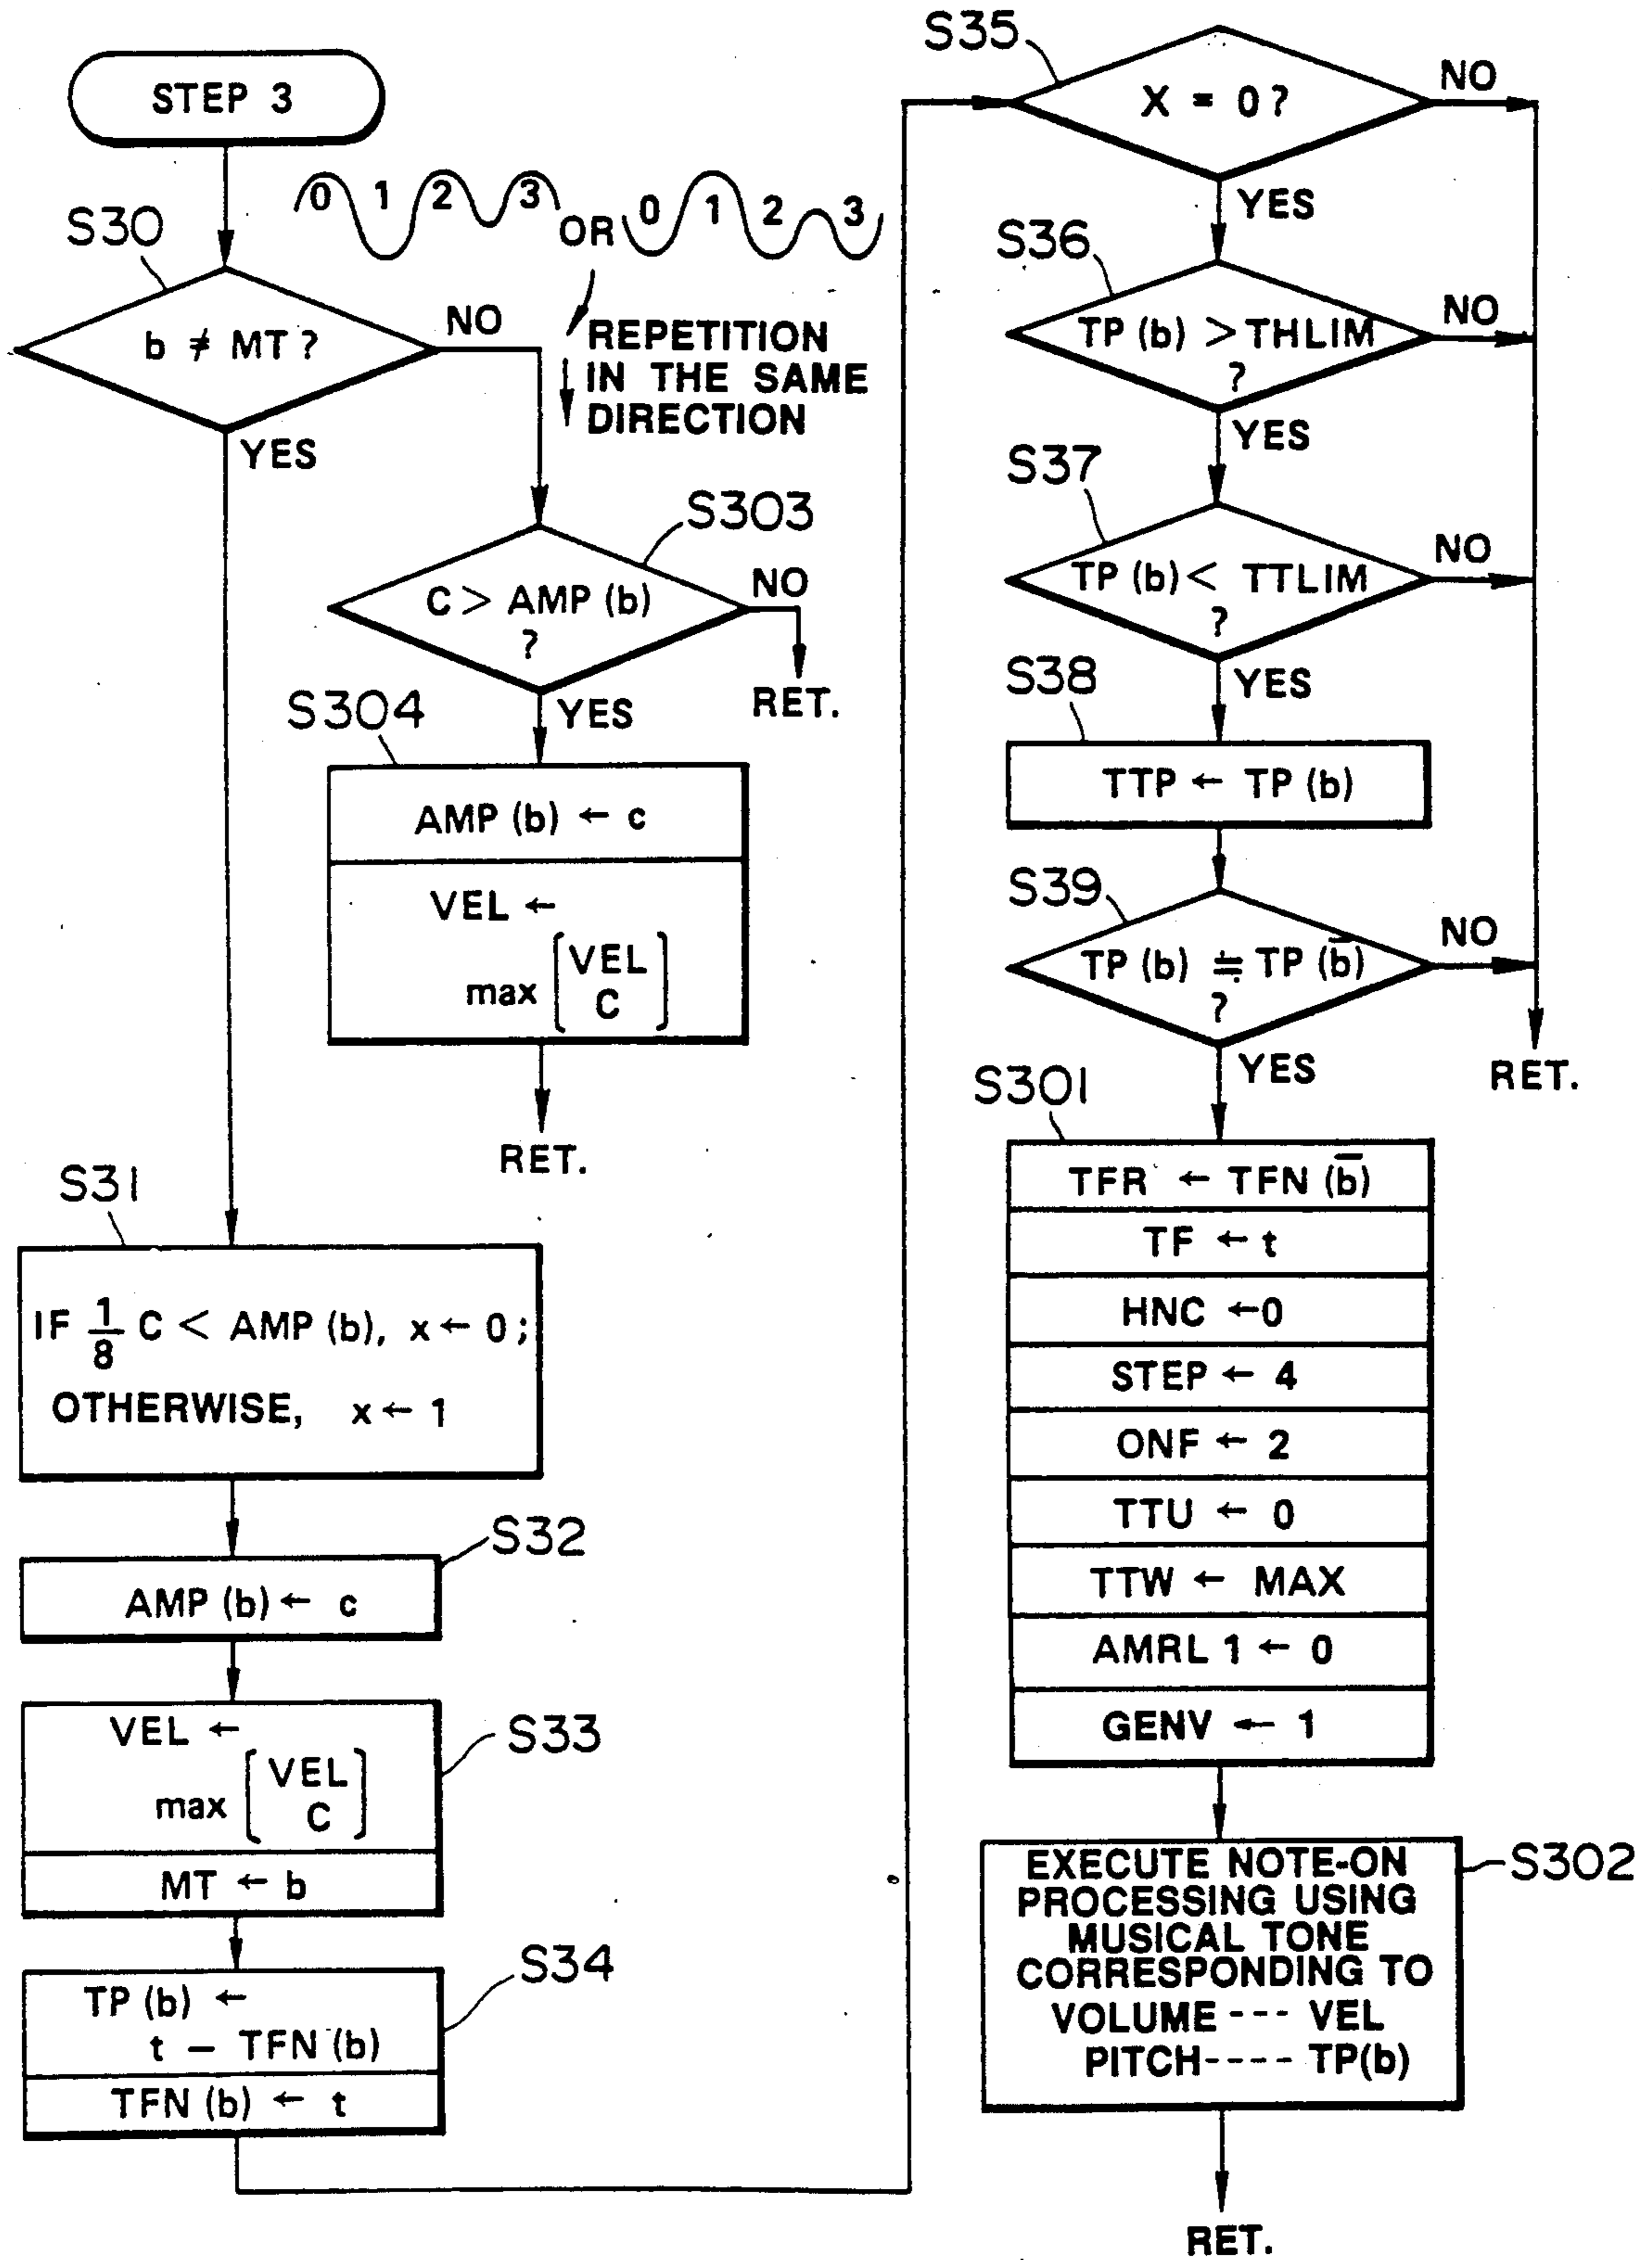 STEP 3
0 1 2 3 OR 0 1 2 3
S30
b ≠ MT ?
NO
REPETITION
IN THE SAME
DIRECTION
YES
S303
C > AMP (b)
?
NO
RET.
YES
S304
AMP (b) ← c
VEL ←
max [VEL
C]
RET.
S31
IF 1/8 C < AMP (b), x ← 0 ;
OTHERWISE, x ← 1
S32
AMP (b) ← c
S33
VEL ←
max [VEL
C]
MT ← b
S34
TP (b) ←
t – TFN (b)
TFN (b) ← t
S35
X = 0 ?
NO
YES
S36
TP (b) > THLIM
?
NO
YES
S37
TP (b) < TTLIM
?
NO
YES
S38
TTP ← TP (b)
S39
TP (b) ≒ TP (b̄)
?
NO
RET.
YES
S301
TFR ← TFN (b̄)
TF ← t
HNC ← 0
STEP ← 4
ONF ← 2
TTU ← 0
TTW ← MAX
AMRL 1 ← 0
GENV ← 1
S302
EXECUTE NOTE-ON
PROCESSING USING
MUSICAL TONE
CORRESPONDING TO
VOLUME --- VEL
PITCH ---- TP(b)
RET.